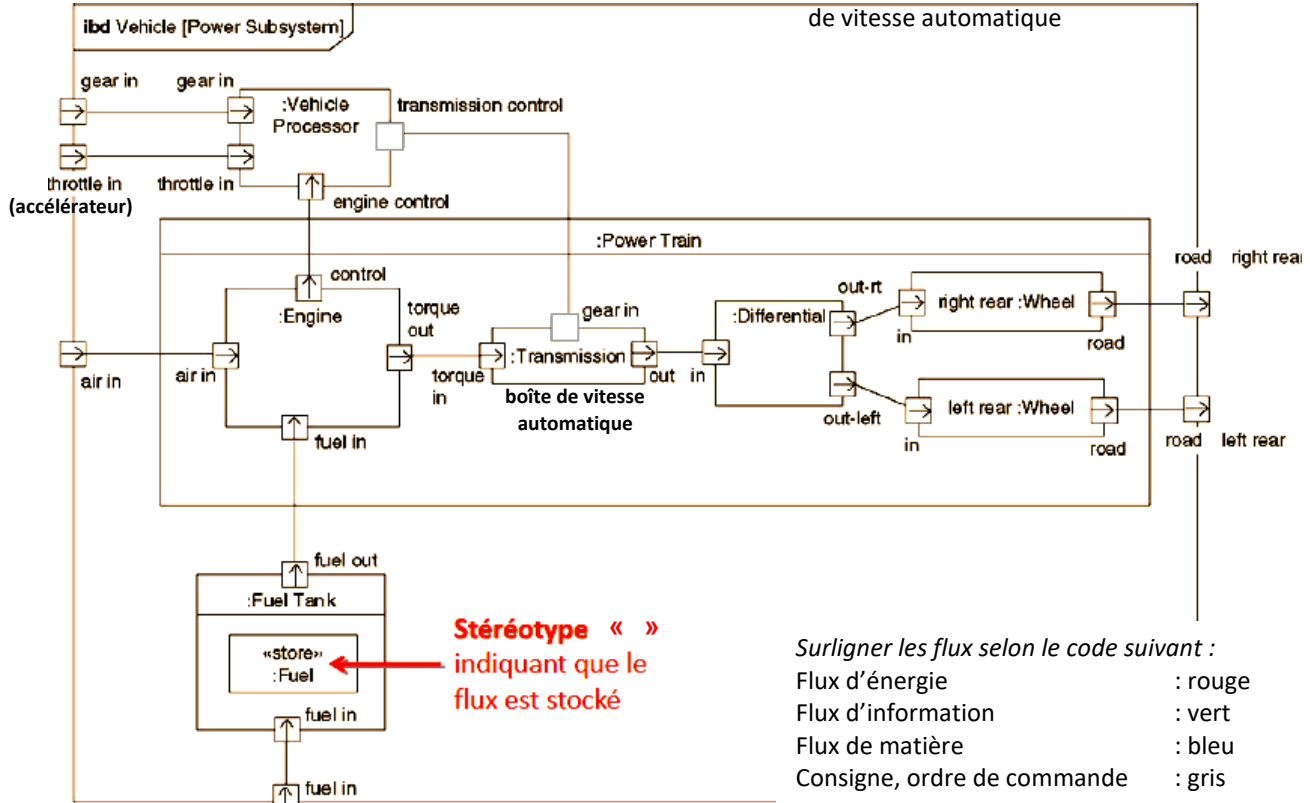 de vitesse automatique
ibd Vehicle [Power Subsystem]
gear in
gear in
:Vehicle
Processor
transmission control
throttle in
(accélérateur)
throttle in
engine control
:Power Train
road right rear
control
:Engine
torque
out
gear in
out-rt
right rear :Wheel
:Differential
in
road
air in
air in
torque
in
:Transmission
out
in
boîte de vitesse
automatique
out-left
left rear :Wheel
in
road
road left rear
fuel in
fuel out
:Fuel Tank
«store»
:Fuel
Stéréotype « »
indiquant que le
flux est stocké
fuel in
fuel in
Surligner les flux selon le code suivant :
Flux d’énergie : rouge
Flux d’information : vert
Flux de matière : bleu
Consigne, ordre de commande : gris